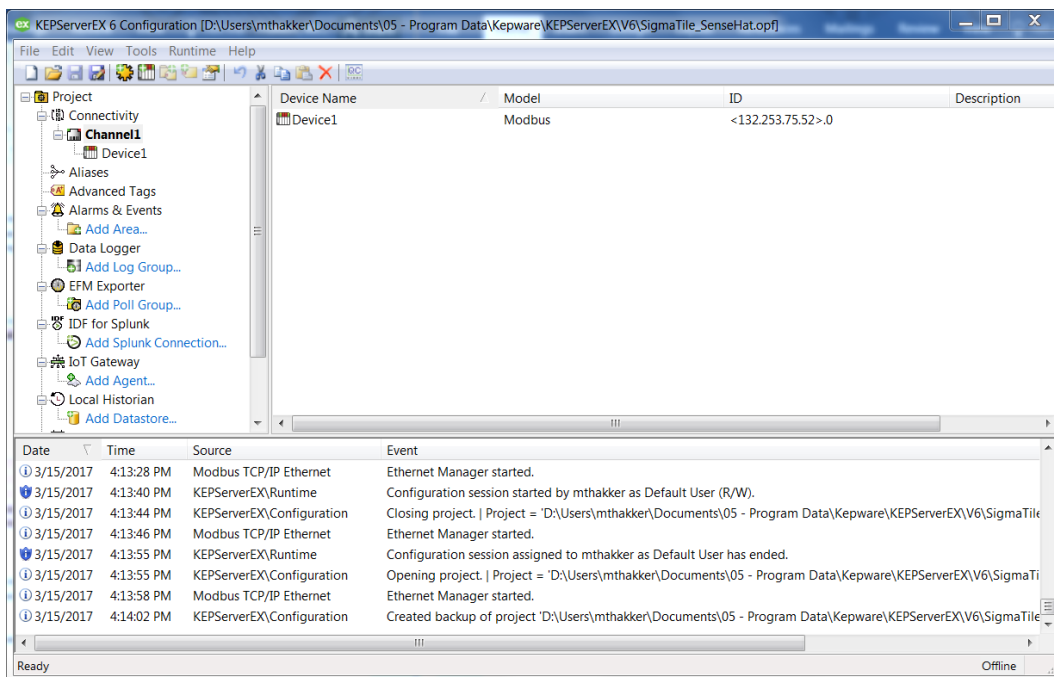 KEPServerEX 6 Configuration [D:\Users\mthakker\Documents\05 - Program Data\Kepware\KEPServerEX\V6\SigmaTile_SenseHat.opf]
File Edit View Tools Runtime Help
Project
Connectivity
Channel1
Device1
Aliases
Advanced Tags
Alarms & Events
Add Area...
Data Logger
Add Log Group...
EFM Exporter
Add Poll Group...
IDF for Splunk
Add Splunk Connection...
IoT Gateway
Add Agent...
Local Historian
Add Datastore...
Device Name Model ID Description
Device1 Modbus <132.253.75.52>.0
Date Time Source Event
3/15/2017 4:13:28 PM Modbus TCP/IP Ethernet Ethernet Manager started.
3/15/2017 4:13:40 PM KEPServerEX\Runtime Configuration session started by mthakker as Default User (R/W).
3/15/2017 4:13:44 PM KEPServerEX\Configuration Closing project. | Project = 'D:\Users\mthakker\Documents\05 - Program Data\Kepware\KEPServerEX\V6\SigmaTile
3/15/2017 4:13:46 PM Modbus TCP/IP Ethernet Ethernet Manager started.
3/15/2017 4:13:55 PM KEPServerEX\Runtime Configuration session assigned to mthakker as Default User has ended.
3/15/2017 4:13:55 PM KEPServerEX\Configuration Opening project. | Project = 'D:\Users\mthakker\Documents\05 - Program Data\Kepware\KEPServerEX\V6\SigmaTi
3/15/2017 4:13:58 PM Modbus TCP/IP Ethernet Ethernet Manager started.
3/15/2017 4:14:02 PM KEPServerEX\Configuration Created backup of project 'D:\Users\mthakker\Documents\05 - Program Data\Kepware\KEPServerEX\V6\SigmaTile
Ready Offline